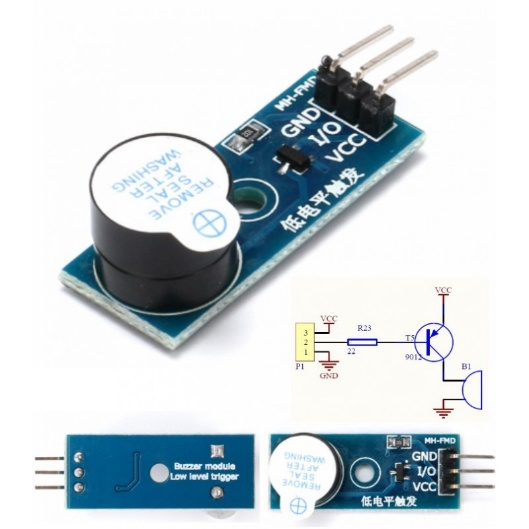 MH-FMD
GND
I/O
VCC
REMOVE
SEAL
AFTER
WASHING
低电平触发
VCC
VCC
R23
T5
3
2
1
22
9012
B1
P1
GND
Buzzer module
Low level trigger
REMOVE
SEAL
AFTER
WASHING
MH-FMD
GND
I/O
VCC
低电平触发